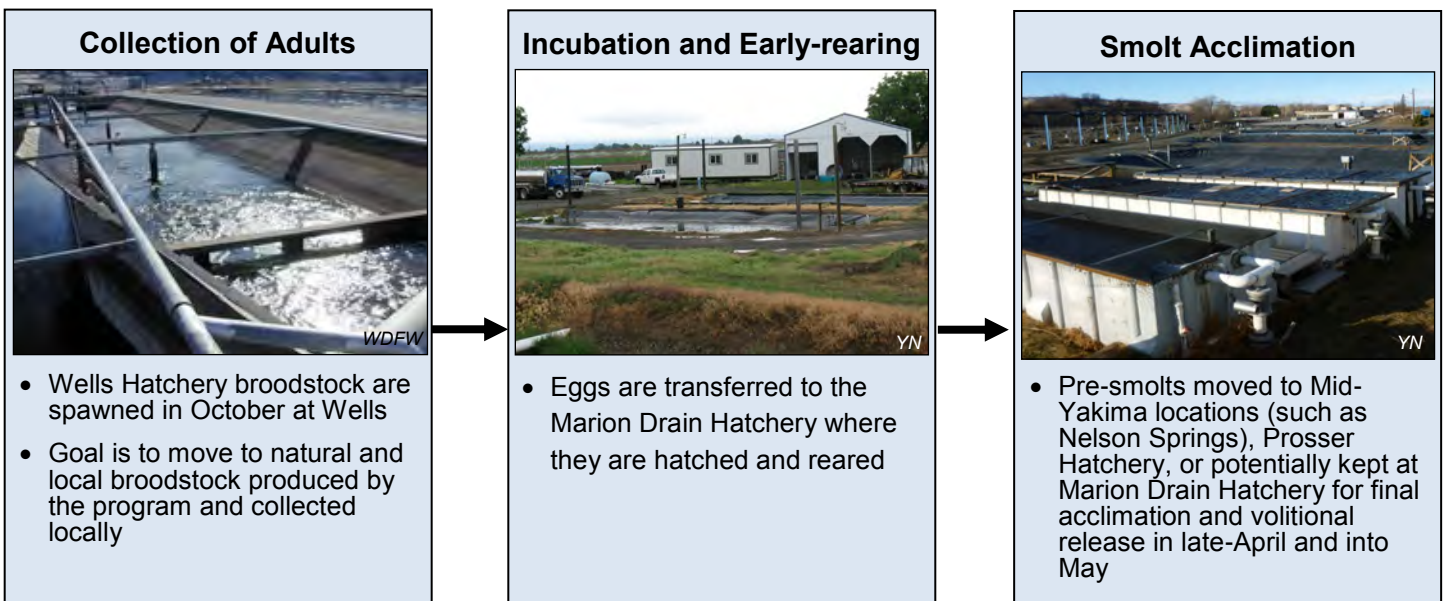 Collection of Adults
WDFW
• Wells Hatchery broodstock are
spawned in October at Wells
• Goal is to move to natural and
local broodstock produced by
the program and collected
locally
Incubation and Early-rearing
YN
• Eggs are transferred to the
Marion Drain Hatchery where
they are hatched and reared
Smolt Acclimation
YN
• Pre-smolts moved to Mid-
Yakima locations (such as
Nelson Springs), Prosser
Hatchery, or potentially kept at
Marion Drain Hatchery for final
acclimation and volitional
release in late-April and into
May